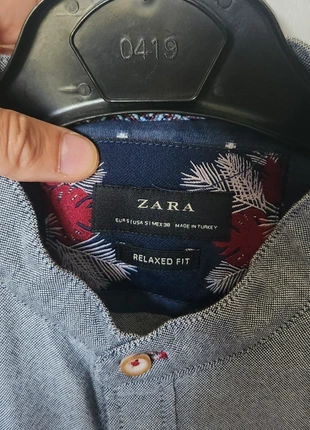 0419
ZARA
EUR S | USA S | MEX 38 MADE IN TURKEY
RELAXED FIT